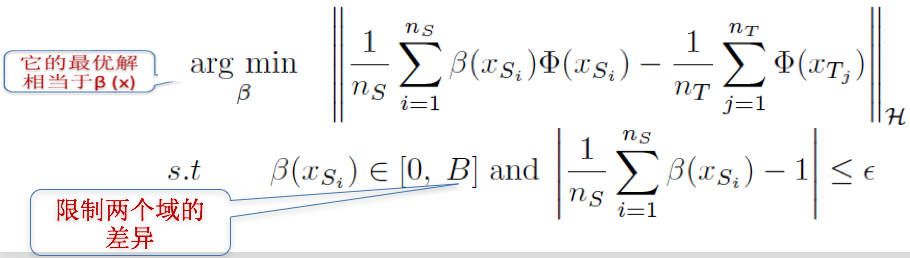 它的最优解
相当于β (x)
arg min_β ‖ 1/n_S ∑_{i=1}^{n_S} β(x_{S_i})Φ(x_{S_i}) − 1/n_T ∑_{j=1}^{n_T} Φ(x_{T_j}) ‖_ℋ
s.t β(x_{S_i}) ∈ [0, B] and | 1/n_S ∑_{i=1}^{n_S} β(x_{S_i}) − 1 | ≤ ϵ
限制两个域的
差异